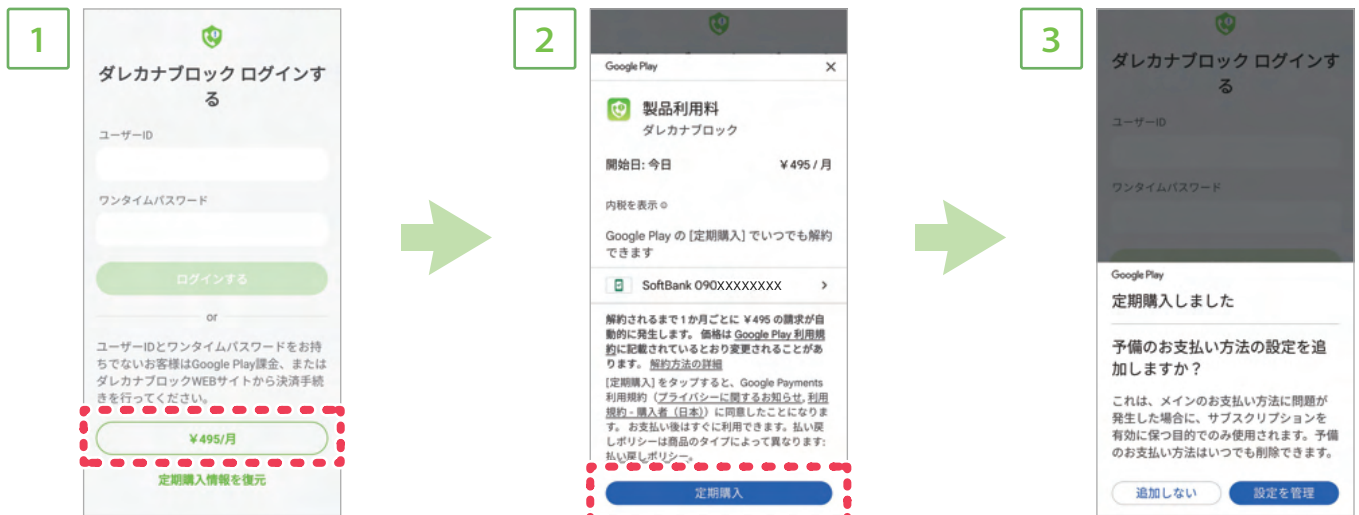 1
ダレカナブロック ログインす
る
ユーザーID
ワンタイムパスワード
ログインする
or
ユーザーIDとワンタイムパスワードをお持
ちでないお客様はGoogle Play課金、または
ダレカナブロックWEBサイトから決済手続
きを行ってください。
¥495/月
定期購入情報を復元
2
Google Play ×
製品利用料
ダレカナブロック
開始日: 今日 ¥495 / 月
内税を表示
Google Play の [定期購入] でいつでも解約
できます
SoftBank 090XXXXXXXX >
解約されるまで 1 か月ごとに ¥495 の請求が自
動的に発生します。 価格は Google Play 利用規
約に記載されているとおり変更されることがあ
ります。 解約方法の詳細
[定期購入] をタップすると、Google Payments
利用規約（プライバシーに関するお知らせ, 利用
規約 - 購入者（日本））に同意したことになりま
す。 お支払い後はすぐに利用できます。払い戻
しポリシーは商品のタイプによって異なります:
払い戻しポリシー。
定期購入
3
ダレカナブロック ログインす
る
ユーザーID
ワンタイムパスワード
Google Play
定期購入しました
予備のお支払い方法の設定を追
加しますか？
これは、メインのお支払い方法に問題が
発生した場合に、サブスクリプションを
有効に保つ目的でのみ使用されます。予備
のお支払い方法はいつでも削除できます。
追加しない 設定を管理